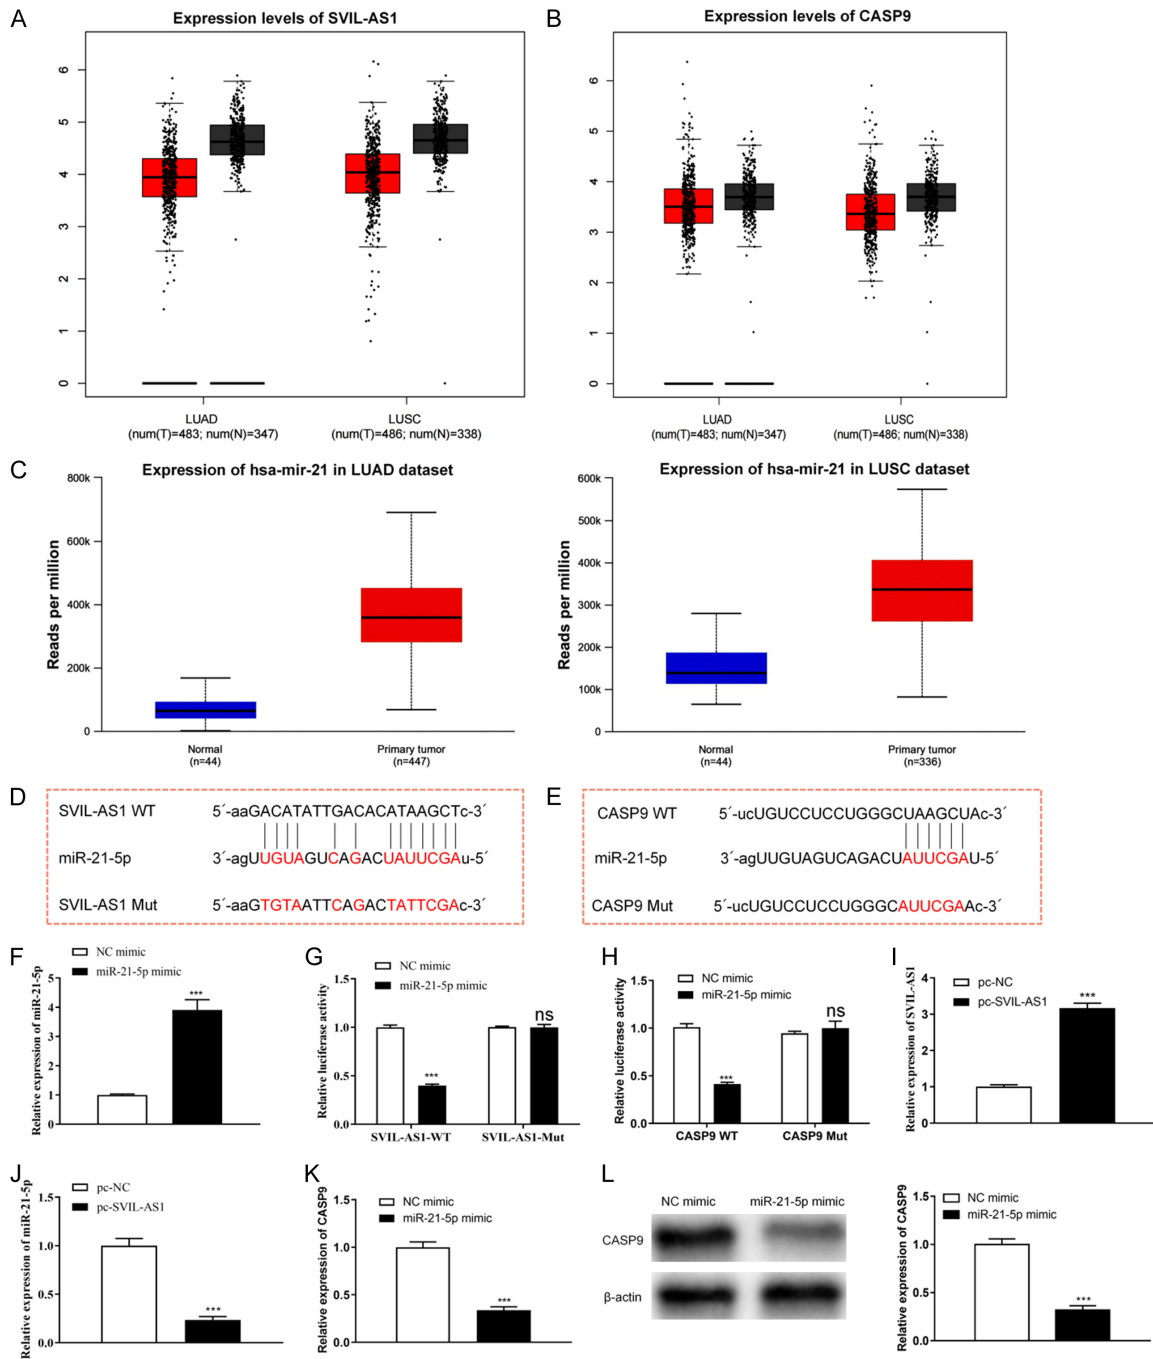 A
Expression levels of SVIL-AS1
0 1 2 3 4 5 6
LUAD
(num(T)=483; num(N)=347)
LUSC
(num(T)=486; num(N)=338)
B
Expression levels of CASP9
0 1 2 3 4 5 6
LUAD
(num(T)=483; num(N)=347)
LUSC
(num(T)=486; num(N)=338)
C
Expression of hsa-mir-21 in LUAD dataset
Reads per million
800k
600k
400k
200k
0
Normal
(n=44)
Primary tumor
(n=447)
Expression of hsa-mir-21 in LUSC dataset
Reads per million
600k
500k
400k
300k
200k
100k
0
Normal
(n=44)
Primary tumor
(n=336)
D
SVIL-AS1 WT 5´-aaGACATATTGACACATAAGCTc-3´
miR-21-5p 3´-agUUGUAGUCAGACUAUUCGAu-5´
SVIL-AS1 Mut 5´-aaGTGTAATTCAGACTATTCGAc-3´
E
CASP9 WT 5´-ucUGUCCUCCUGGGCUAAGCUAc-3´
miR-21-5p 3´-agUUGUAGUCAGACUAUUCGAU-5´
CASP9 Mut 5´-ucUGUCCUCCUGGGCAUUCGAAc-3´
F
NC mimic
miR-21-5p mimic
Relative expression of miR-21-5p
5
4
3
2
1
0
***
G
NC mimic
miR-21-5p mimic
Relative luciferase activity
1.5
1.0
0.5
0.0
***
ns
SVIL-AS1-WT
SVIL-AS1-Mut
H
NC mimic
miR-21-5p mimic
Relative luciferase activity
1.5
1.0
0.5
0.0
***
ns
CASP9 WT
CASP9 Mut
I
pc-NC
pc-SVIL-AS1
Relative expression of SVIL-AS1
4
3
2
1
0
***
J
pc-NC
pc-SVIL-AS1
Relative expression of miR-21-5p
1.5
1.0
0.5
0.0
***
K
NC mimic
miR-21-5p mimic
Relative expression of CASP9
1.5
1.0
0.5
0.0
***
L
NC mimic miR-21-5p mimic
CASP9
β-actin
NC mimic
miR-21-5p mimic
Relative expression of CASP9
1.5
1.0
0.5
0.0
***